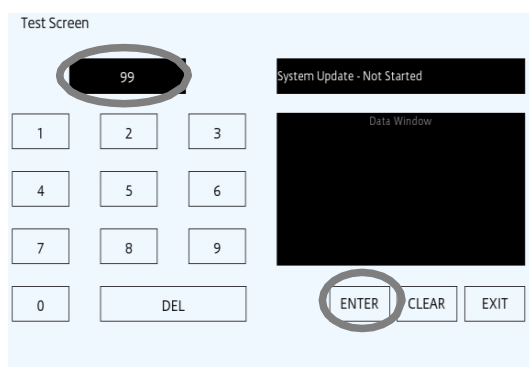 Test Screen
99
System Update - Not Started
Data Window
1 2 3
4 5 6
7 8 9
0 DEL
ENTER CLEAR EXIT